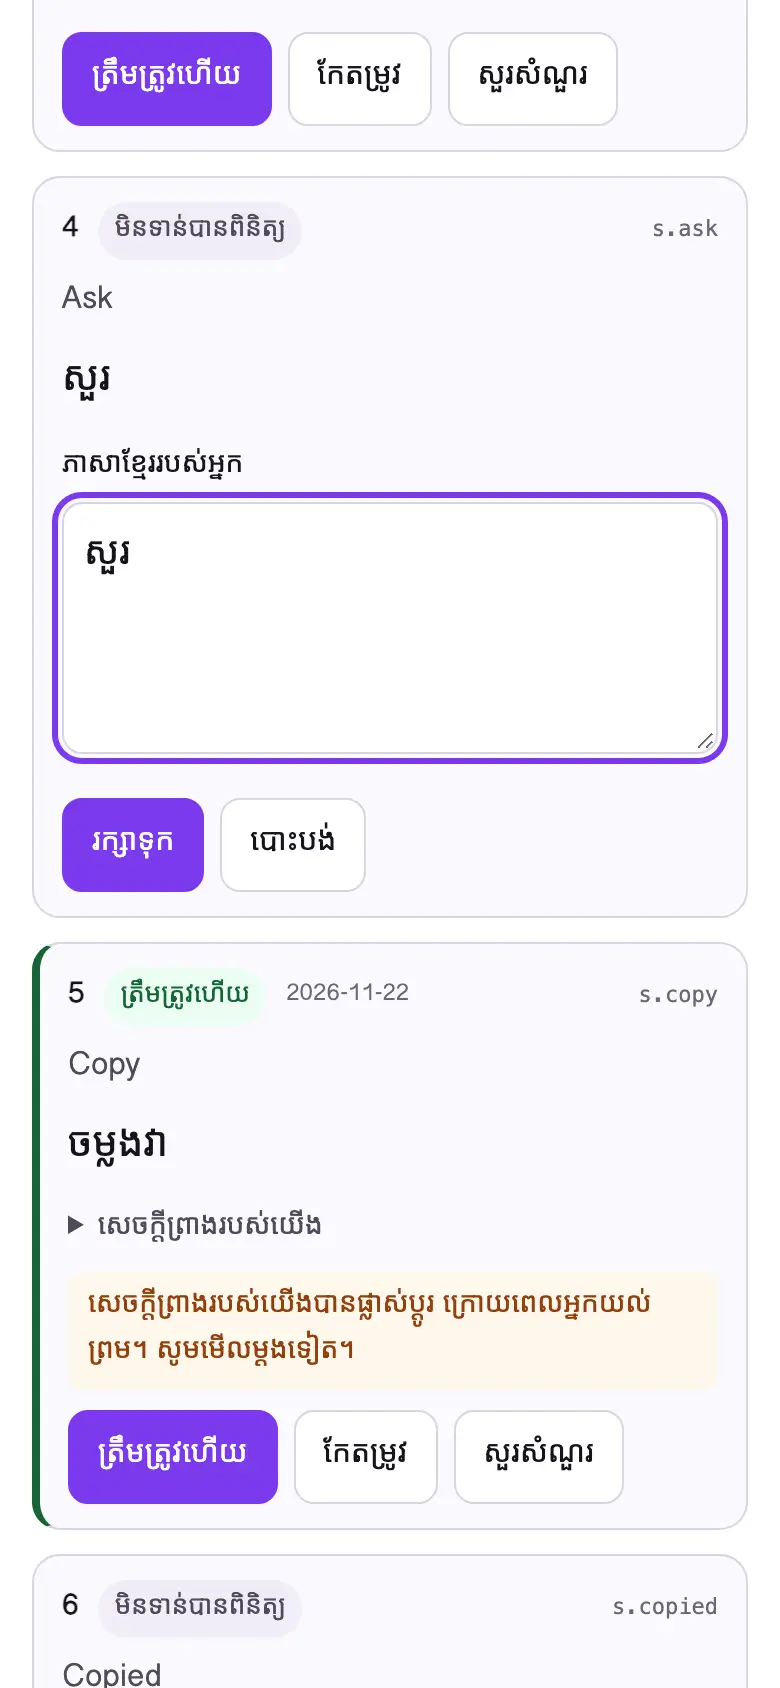 ត្រឹមត្រូវហើយ កែតម្រូវ សួរសំណួរ
4 មិនទាន់បានពិនិត្យ s.ask
Ask
សួរ
ភាសាខ្មែររបស់អ្នក
សួរ
រក្សាទុក បោះបង់
5 ត្រឹមត្រូវហើយ 2026-11-22 s.copy
Copy
ចម្លងវា
សេចក្តីព្រាងរបស់យើង
សេចក្តីព្រាងរបស់យើងបានផ្លាស់ប្តូរ ក្រោយពេលអ្នកយល់
ព្រម។ សូមមើលម្តងទៀត។
ត្រឹមត្រូវហើយ កែតម្រូវ សួរសំណួរ
6 មិនទាន់បានពិនិត្យ s.copied
Copied